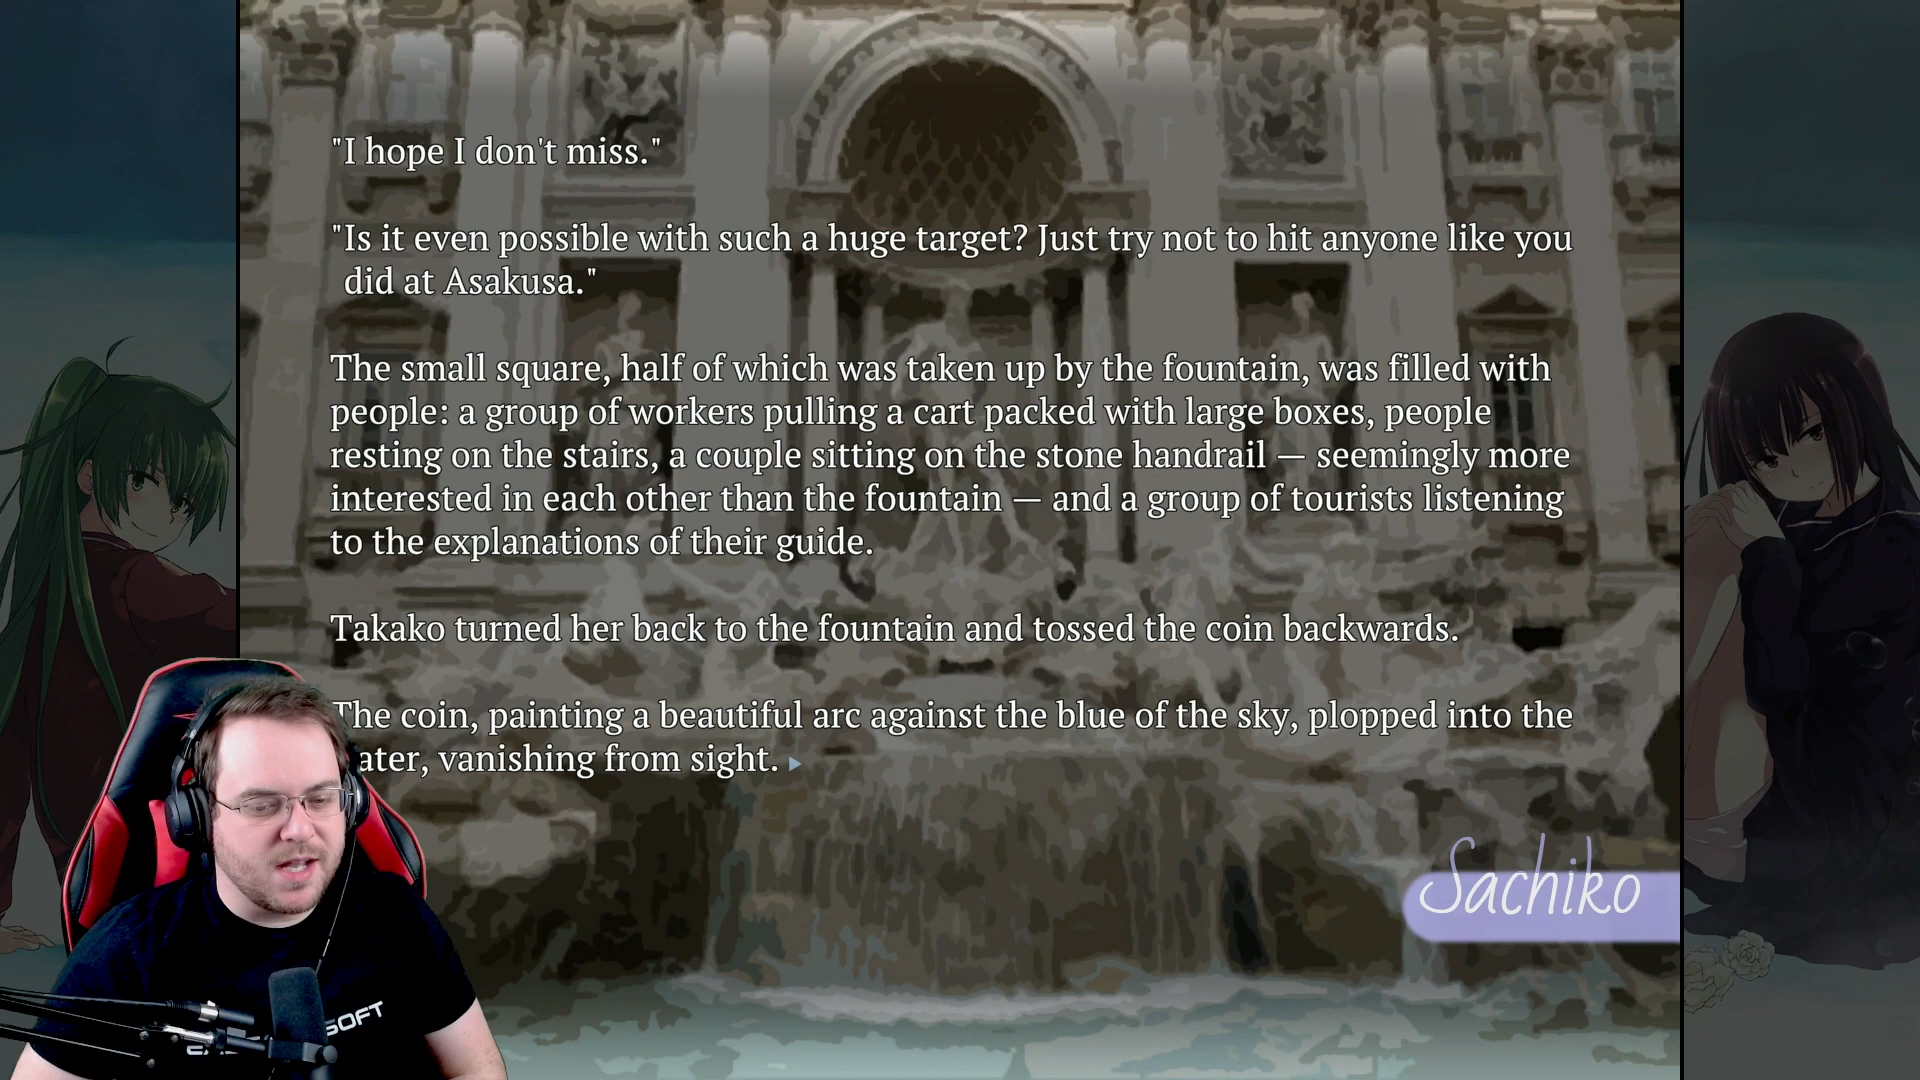 "I hope I don't miss."
"Is it even possible with such a huge target? Just try not to hit anyone like you
did at Asakusa."
The small square, half of which was taken up by the fountain, was filled with
people: a group of workers pulling a cart packed with large boxes, people
resting on the stairs, a couple sitting on the stone handrail — seemingly more
interested in each other than the fountain — and a group of tourists listening
to the explanations of their guide.
Takako turned her back to the fountain and tossed the coin backwards.
The coin, painting a beautiful arc against the blue of the sky, plopped into the
ater, vanishing from sight.
Sachiko
SOFT